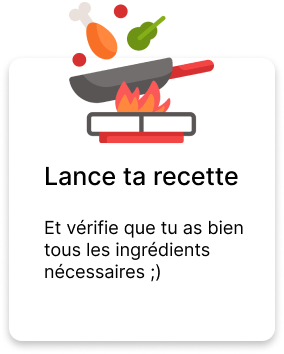 Lance ta recette
Et vérifie que tu as bien
tous les ingrédients
nécessaires ;)